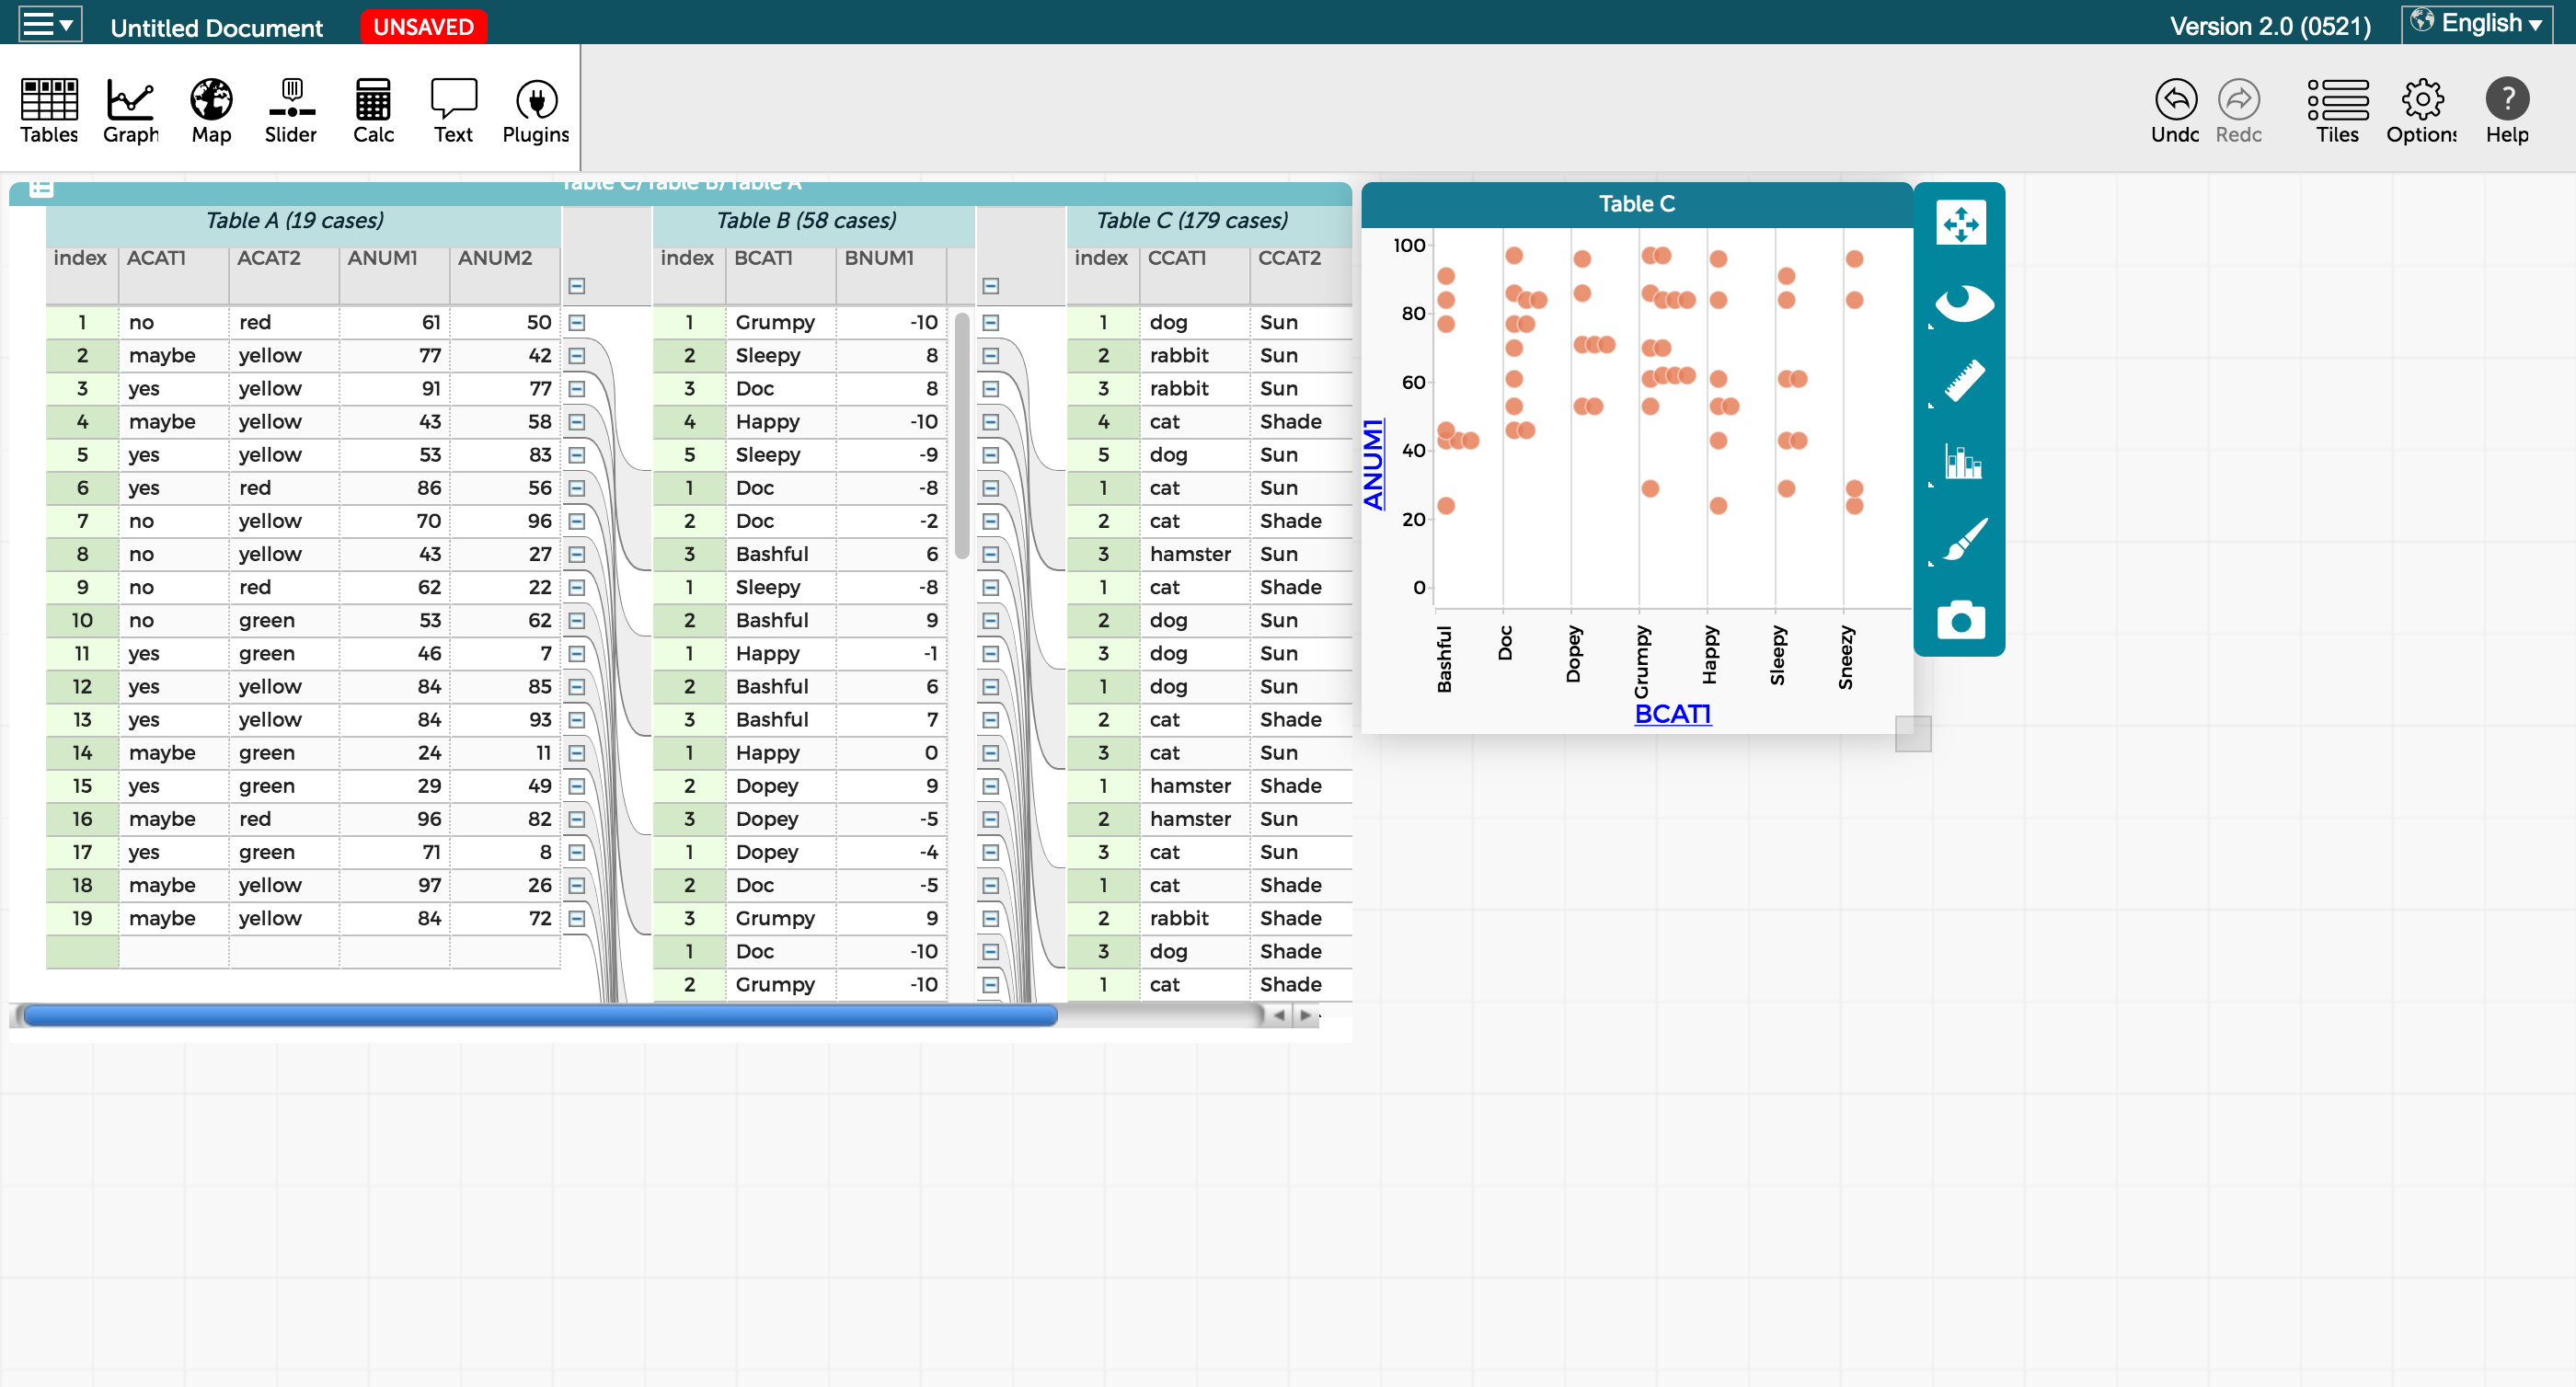 Untitled Document UNSAVED Version 2.0 (0521) English
Tables Graph Map Slider Calc Text Plugins Undo Redo Tiles Options Help
Table C/Table B/Table A
Table A (19 cases) Table B (58 cases) Table C (179 cases)
index ACAT1 ACAT2 ANUM1 ANUM2 index BCAT1 BNUM1 index CCAT1 CCAT2
1 no red 61 50 1 Grumpy -10 1 dog Sun
2 maybe yellow 77 42 2 Sleepy 8 2 rabbit Sun
3 yes yellow 91 77 3 Doc 8 3 rabbit Sun
4 maybe yellow 43 58 4 Happy -10 4 cat Shade
5 yes yellow 53 83 5 Sleepy -9 5 dog Sun
6 yes red 86 56 1 Doc -8 1 cat Sun
7 no yellow 70 96 2 Doc -2 2 cat Shade
8 no yellow 43 27 3 Bashful 6 3 hamster Sun
9 no red 62 22 1 Sleepy -8 1 cat Shade
10 no green 53 62 2 Bashful 9 2 dog Sun
11 yes green 46 7 1 Happy -1 3 dog Sun
12 yes yellow 84 85 2 Bashful 6 1 dog Sun
13 yes yellow 84 93 3 Bashful 7 2 cat Shade
14 maybe green 24 11 1 Happy 0 3 cat Sun
15 yes green 29 49 2 Dopey 9 1 hamster Shade
16 maybe red 96 82 3 Dopey -5 2 hamster Sun
17 yes green 71 8 1 Dopey -4 3 cat Sun
18 maybe yellow 97 26 2 Doc -5 1 cat Shade
19 maybe yellow 84 72 3 Grumpy 9 2 rabbit Shade
1 Doc -10 3 dog Shade
2 Grumpy -10 1 cat Shade
Table C
100
80
60
40
20
0
ANUM1
Bashful Doc Dopey Grumpy Happy Sleepy Sneezy
BCAT1